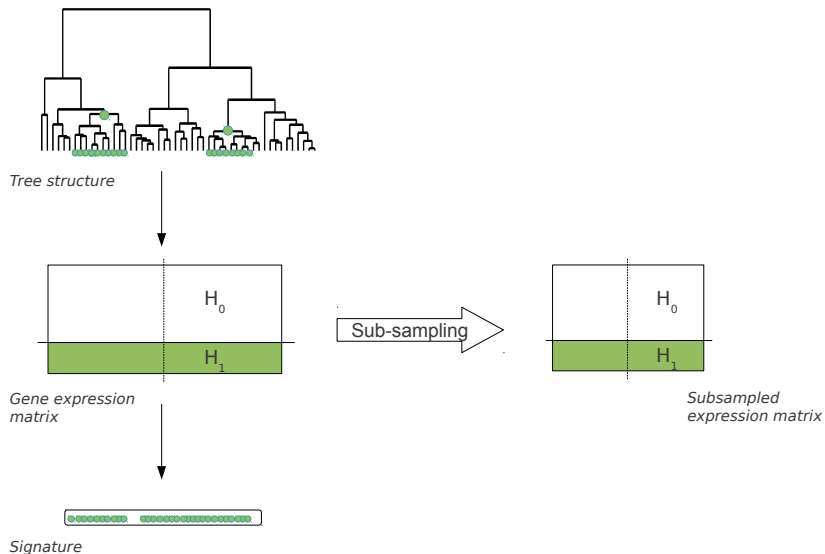 Tree structure
H₀
H₀
Sub-sampling
H₁
H₁
Gene expression
matrix
Subsampled
expression matrix
Signature